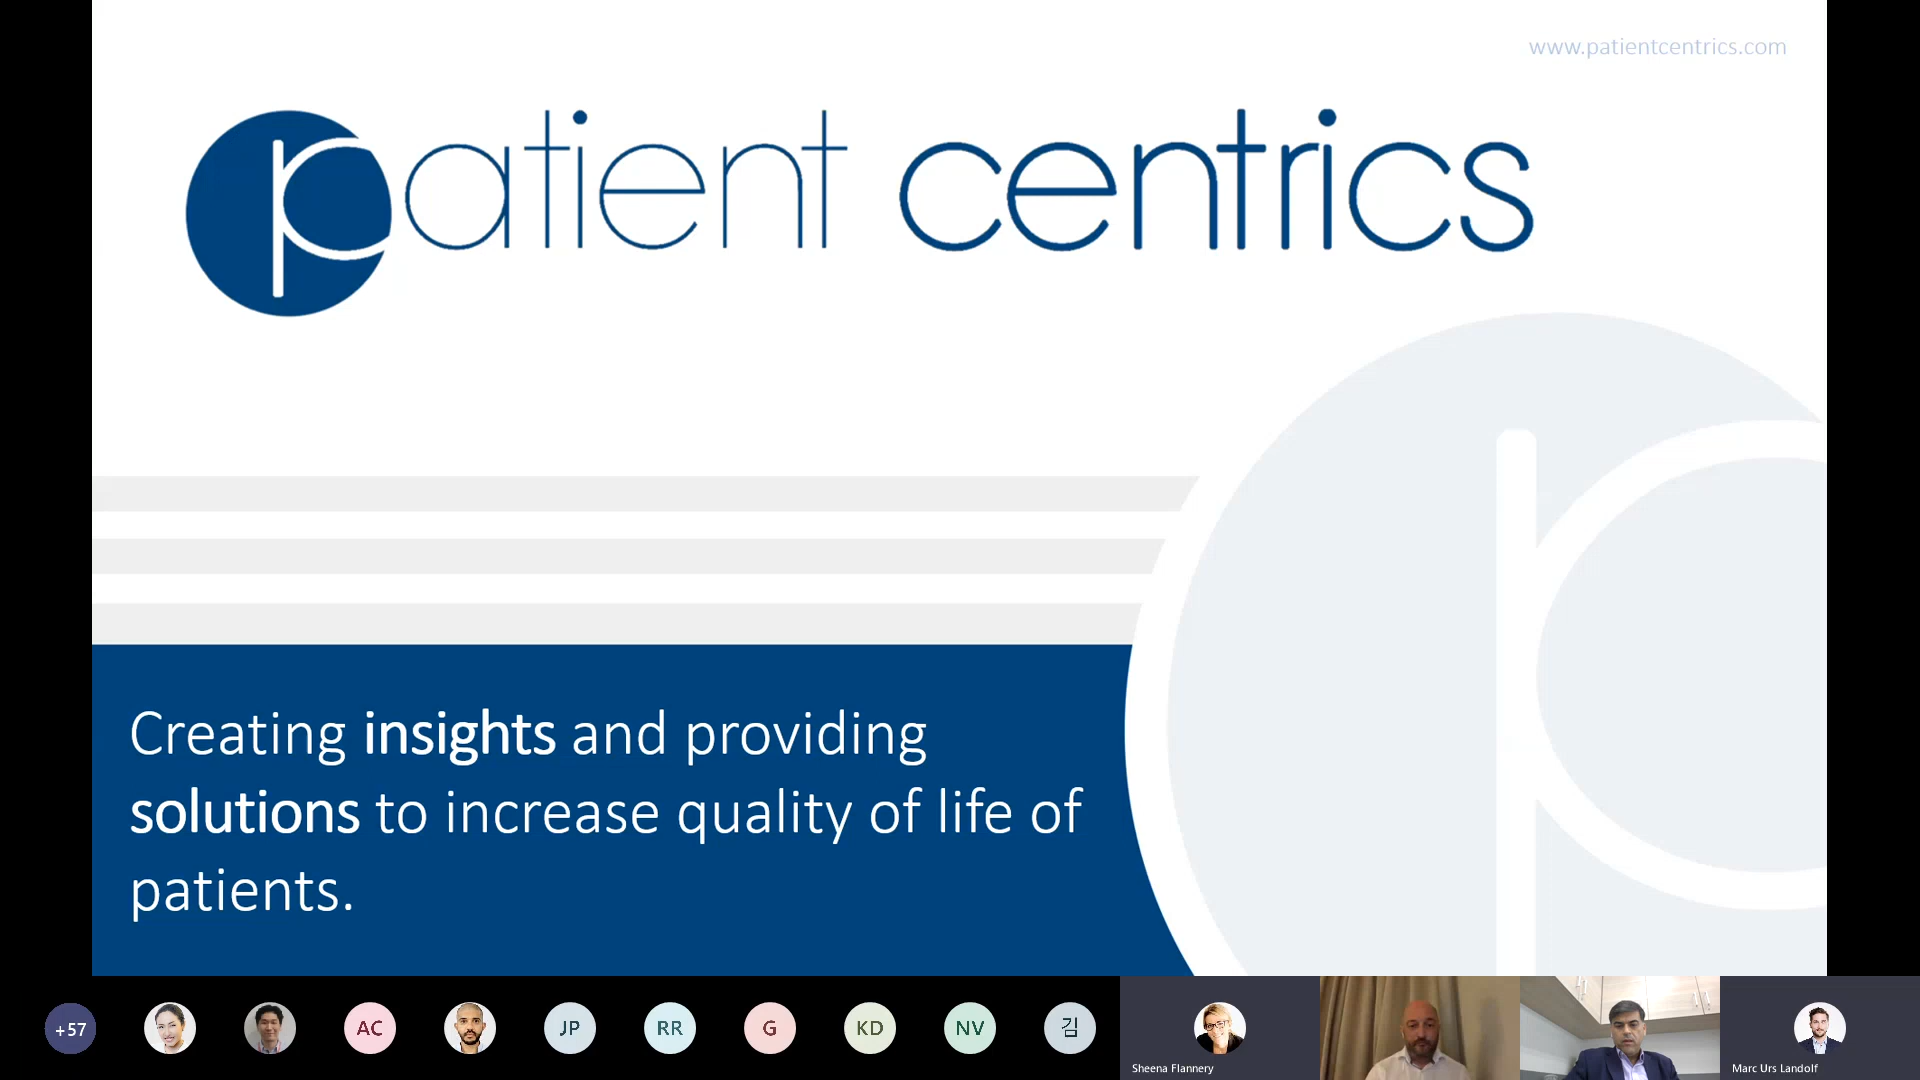 www.patientcentrics.com
patient centrics
Creating insights and providing
solutions to increase quality of life of
patients.
+57
AC
JP
RR
G
KD
NV
김
Sheena Flannery
Marc Urs Landolf